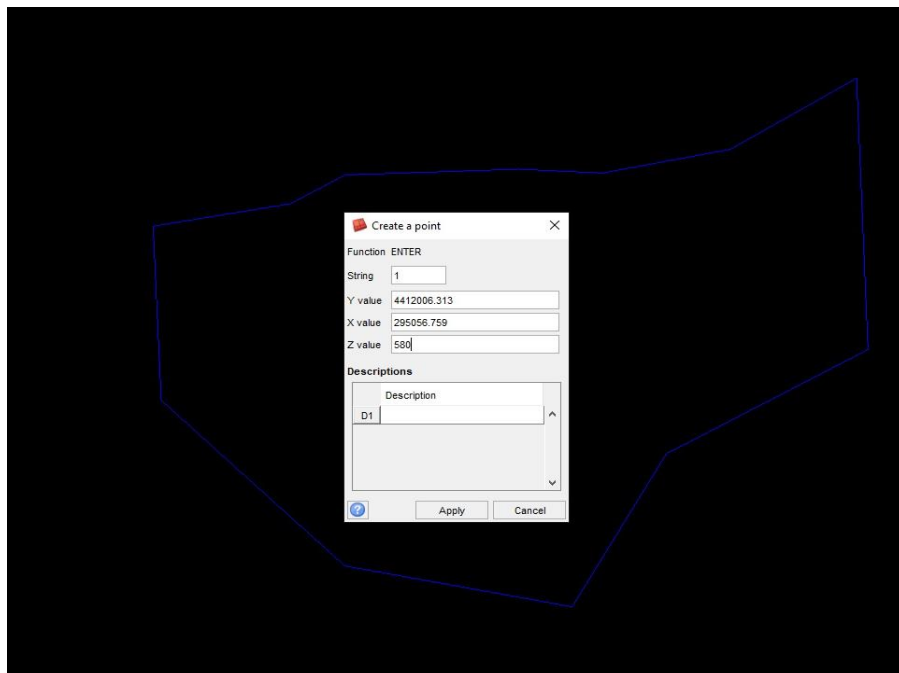 Create a point
Function ENTER
String 1
Y value 4412006.313
X value 295056.759
Z value 580
Descriptions
Description
D1
? Apply Cancel